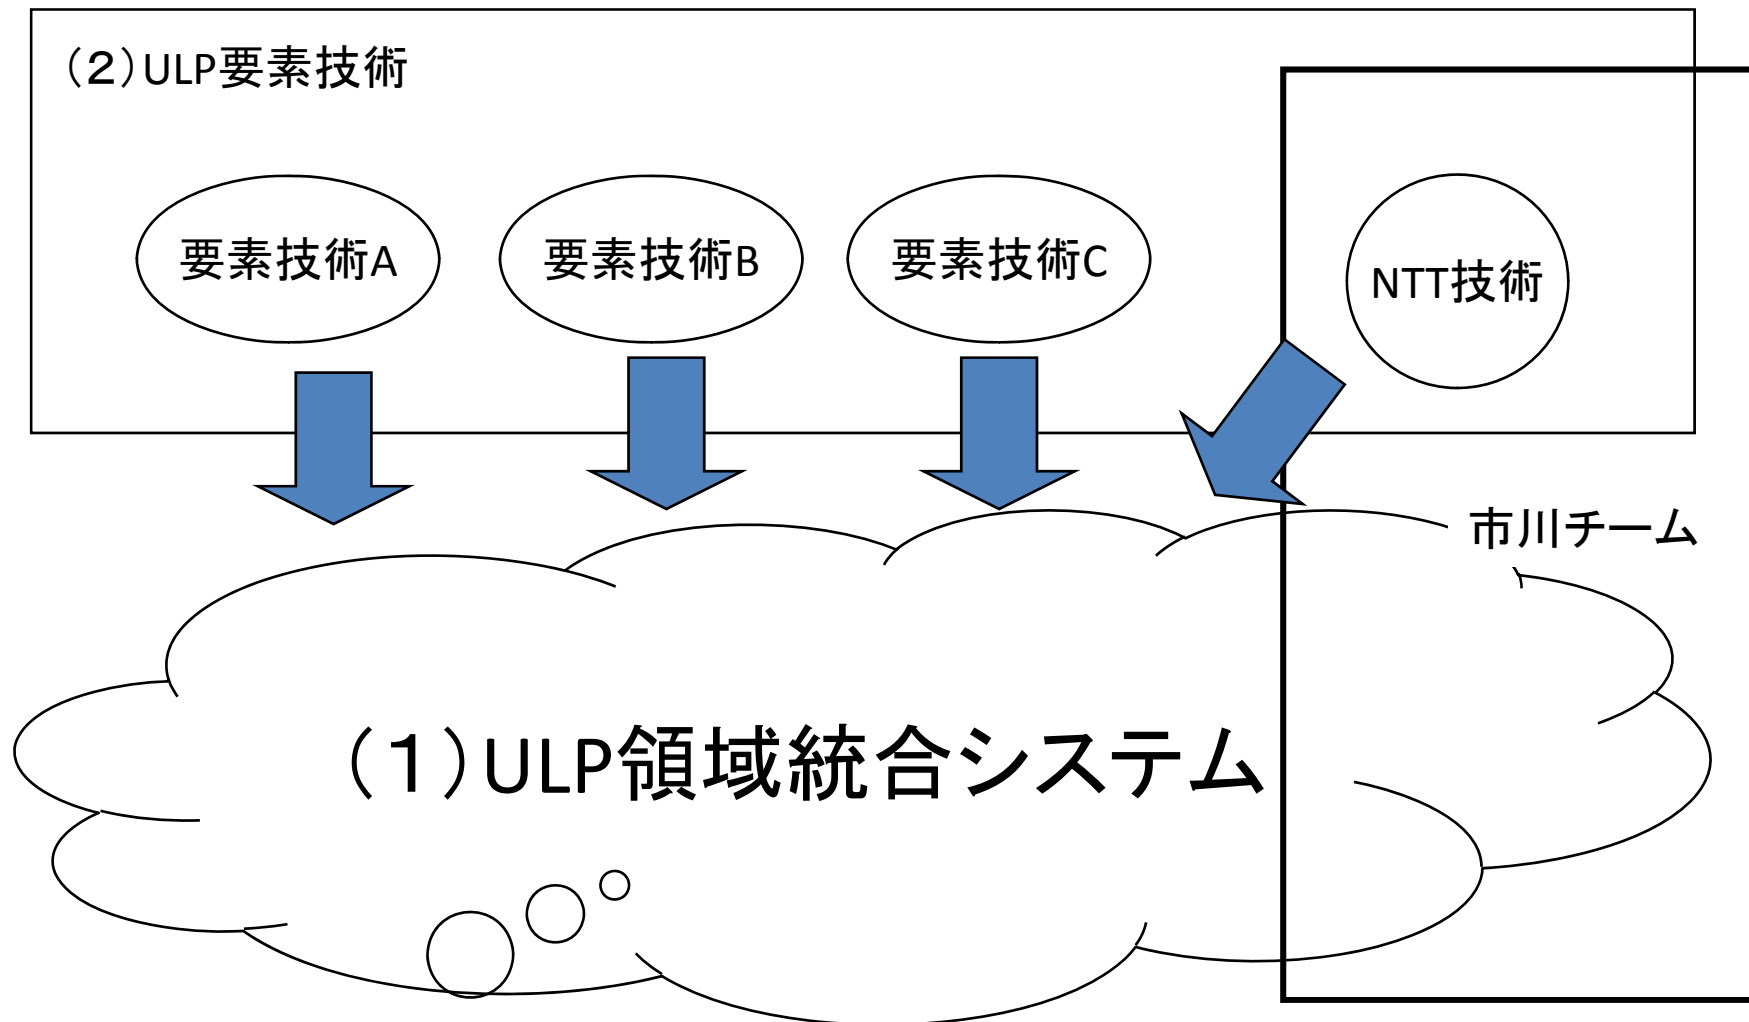 （２）ULP要素技術
要素技術A
要素技術B
要素技術C
NTT技術
市川チーム
（１）ULP領域統合システム